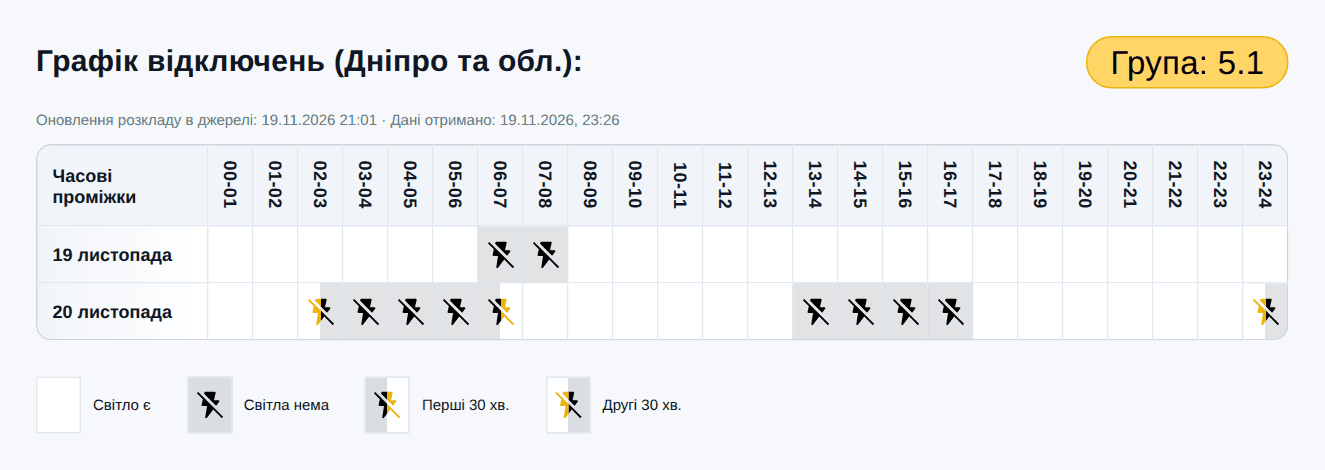 Графік відключень (Дніпро та обл.):
Група: 5.1
Оновлення розкладу в джерелі: 19.11.2026 21:01 · Дані отримано: 19.11.2026, 23:26
Часові
проміжки
00-01
01-02
02-03
03-04
04-05
05-06
06-07
07-08
08-09
09-10
10-11
11-12
12-13
13-14
14-15
15-16
16-17
17-18
18-19
19-20
20-21
21-22
22-23
23-24
19 листопада
20 листопада
Світло є
Світла нема
Перші 30 хв.
Другі 30 хв.